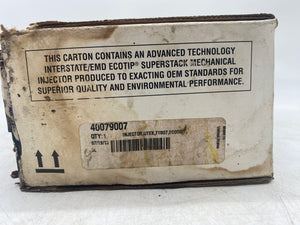 THIS CARTON CONTAINS AN ADVANCED TECHNOLOGY
INTERSTATE/EMD ECOTIP® SUPERSTACK MECHANICAL
INJECTOR PRODUCED TO EXACTING OEM STANDARDS FOR
SUPERIOR QUALITY AND ENVIRONMENTAL PERFORMANCE.
40079007
QTY: 1